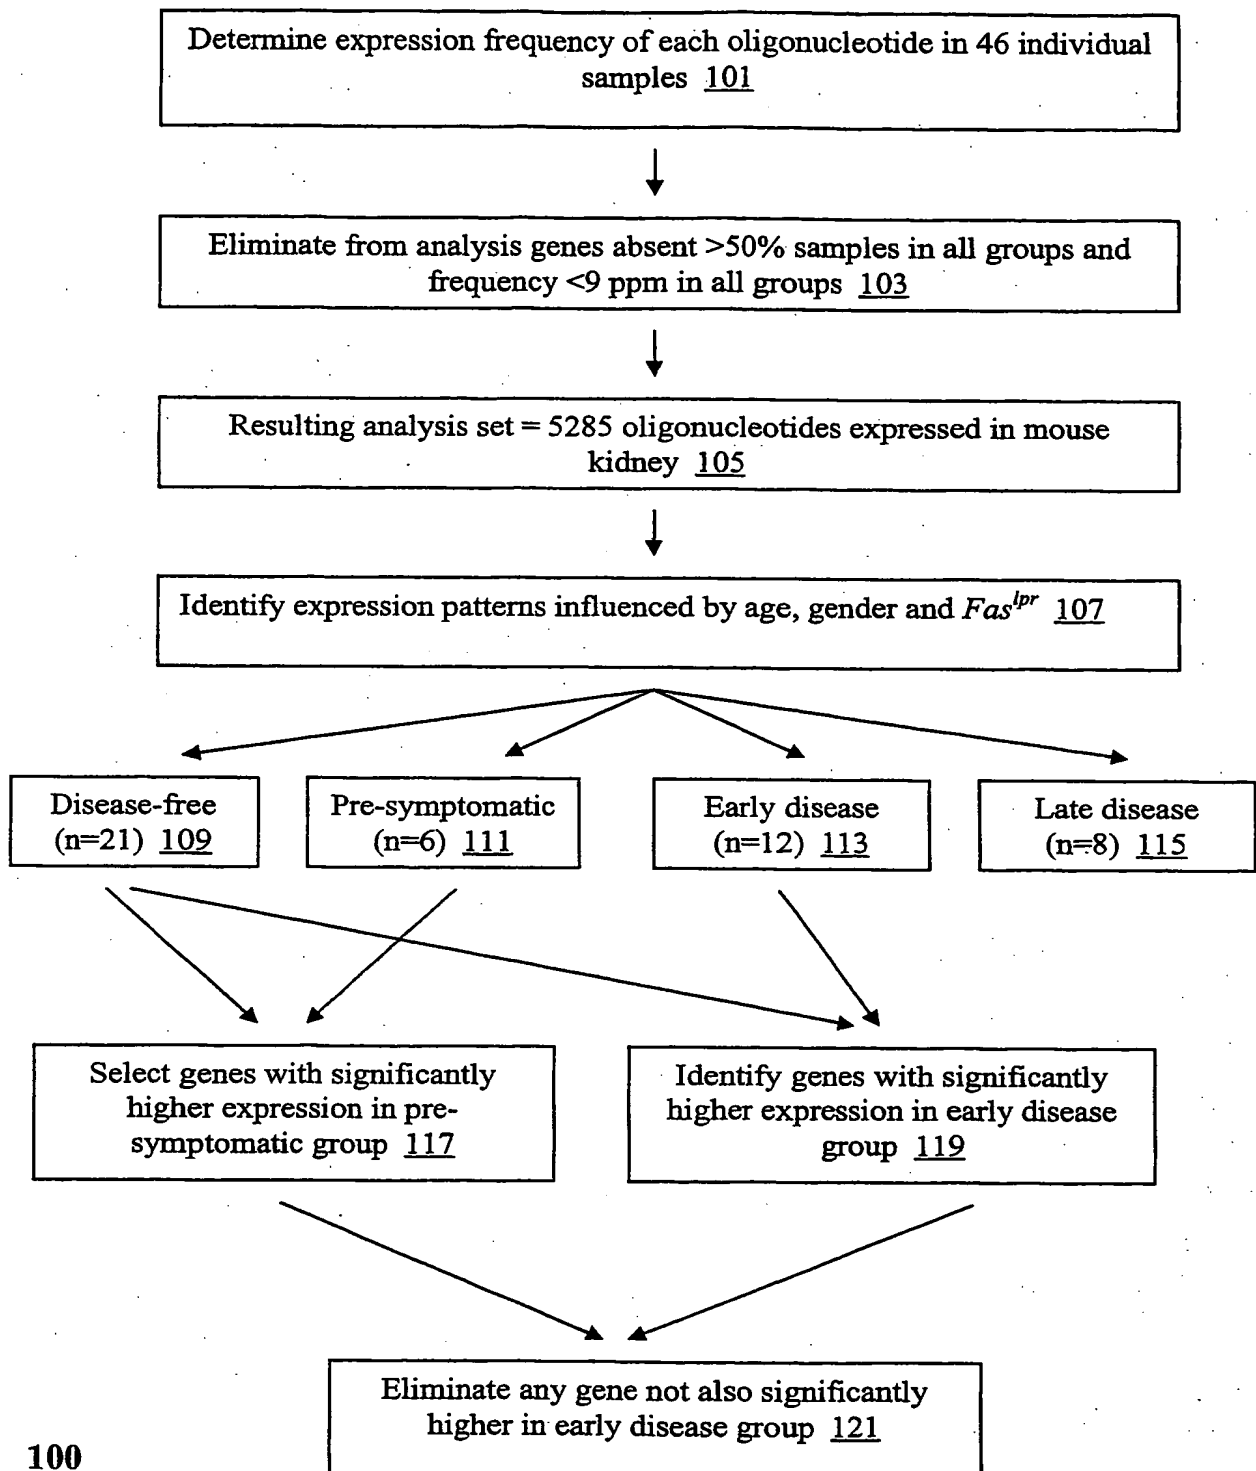 Determine expression frequency of each oligonucleotide in 46 individual
samples 101
Eliminate from analysis genes absent >50% samples in all groups and
frequency <9 ppm in all groups 103
Resulting analysis set = 5285 oligonucleotides expressed in mouse
kidney 105
Identify expression patterns influenced by age, gender and Fas^lpr 107
Disease-free
(n=21) 109
Pre-symptomatic
(n=6) 111
Early disease
(n=12) 113
Late disease
(n=8) 115
Select genes with significantly
higher expression in pre-
symptomatic group 117
Identify genes with significantly
higher expression in early disease
group 119
Eliminate any gene not also significantly
higher in early disease group 121
100